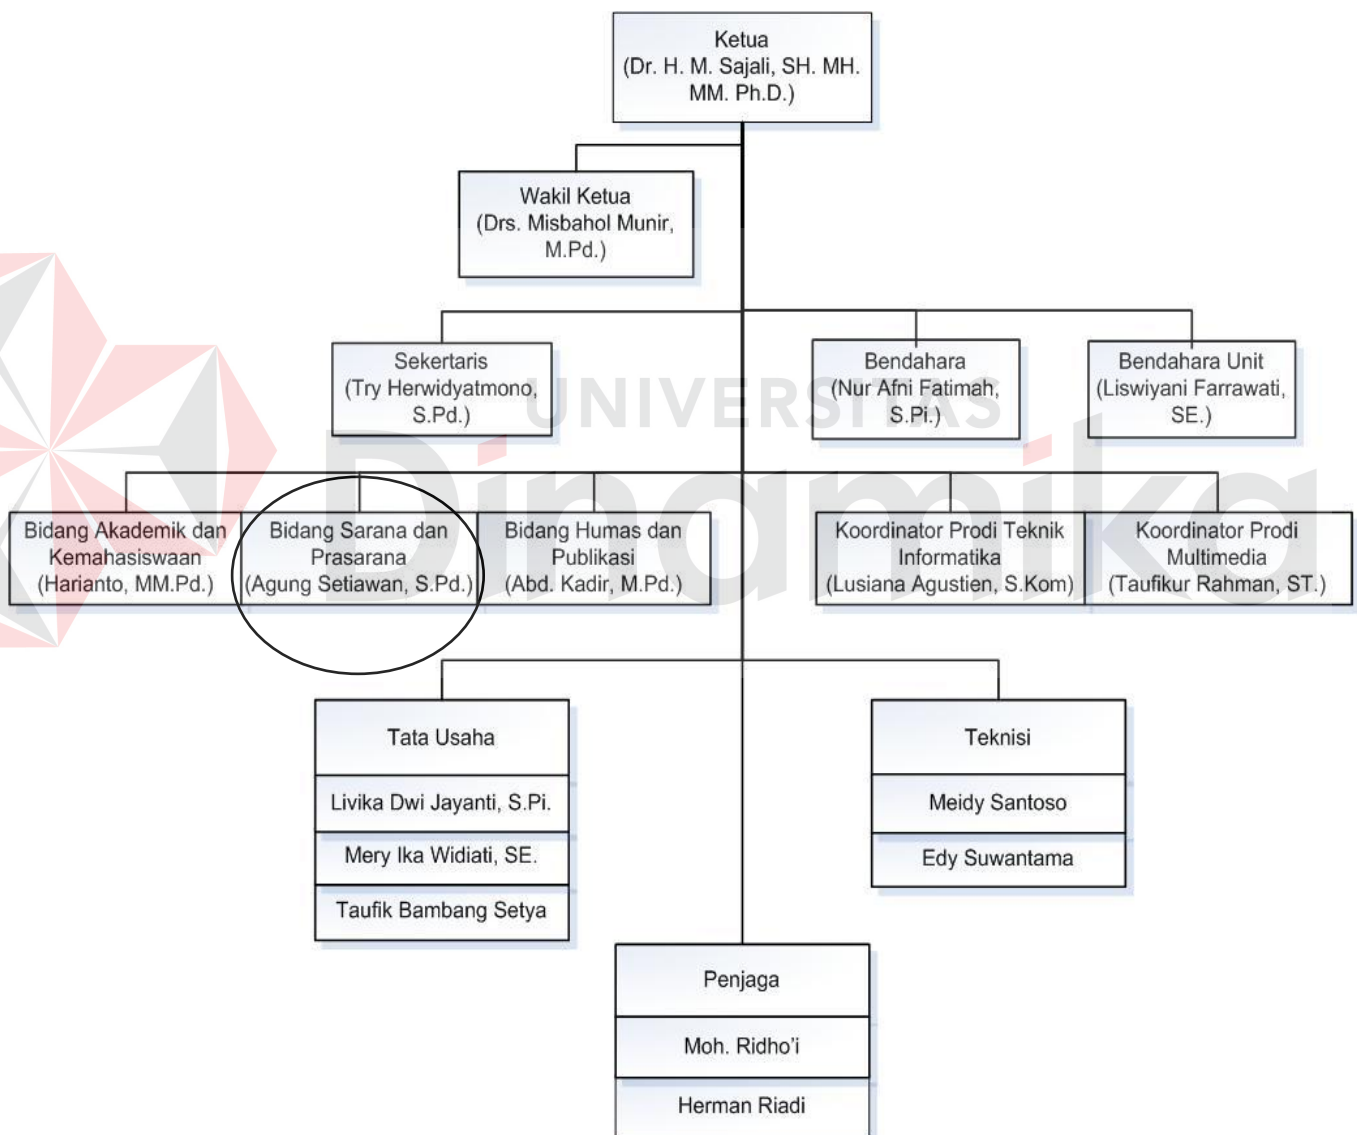 Ketua
(Dr. H. M. Sajali, SH. MH.
MM. Ph.D.)
Wakil Ketua
(Drs. Misbahol Munir,
M.Pd.)
Sekertaris
(Try Herwidyatmono,
S.Pd.)
Bendahara
(Nur Afni Fatimah,
S.Pi.)
Bendahara Unit
(Liswiyani Farrawati,
SE.)
UNIVERSITAS
Dinamika
Bidang Akademik dan
Kemahasiswaan
(Harianto, MM.Pd.)
Bidang Sarana dan
Prasarana
(Agung Setiawan, S.Pd.)
Bidang Humas dan
Publikasi
(Abd. Kadir, M.Pd.)
Koordinator Prodi Teknik
Informatika
(Lusiana Agustien, S.Kom)
Koordinator Prodi
Multimedia
(Taufikur Rahman, ST.)
Tata Usaha
Livika Dwi Jayanti, S.Pi.
Mery Ika Widiati, SE.
Taufik Bambang Setya
Teknisi
Meidy Santoso
Edy Suwantama
Penjaga
Moh. Ridho'i
Herman Riadi